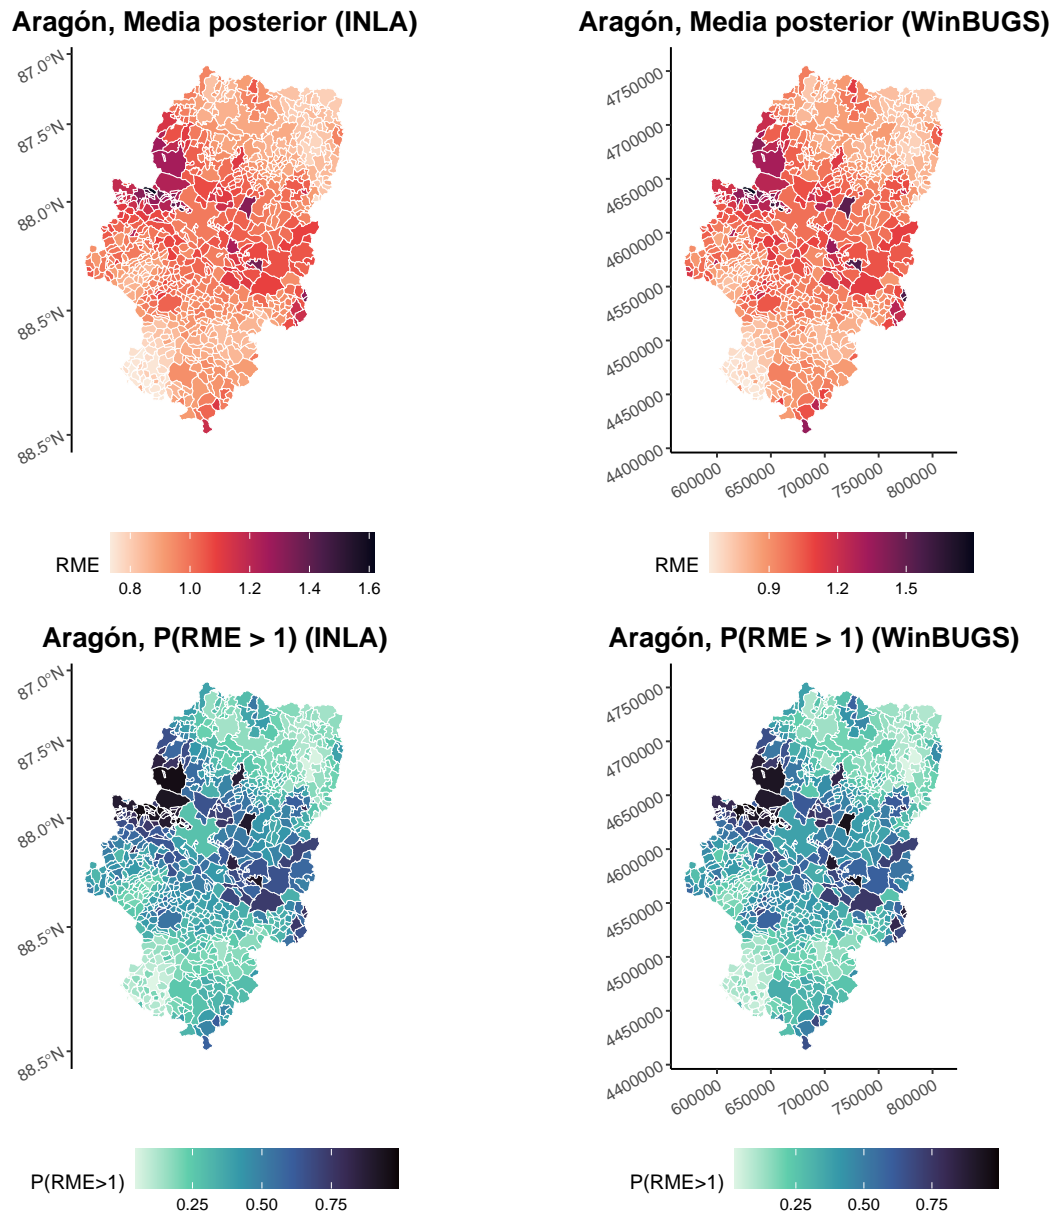 Aragón, Media posterior (INLA)
87.0°N
87.5°N
88.0°N
88.5°N
88.5°N
RME
0.8 1.0 1.2 1.4 1.6
Aragón, Media posterior (WinBUGS)
4750000
4700000
4650000
4600000
4550000
4500000
4450000
4400000
600000 650000 700000 750000 800000
RME
0.9 1.2 1.5
Aragón, P(RME > 1) (INLA)
87.0°N
87.5°N
88.0°N
88.5°N
88.5°N
P(RME>1)
0.25 0.50 0.75
Aragón, P(RME > 1) (WinBUGS)
4750000
4700000
4650000
4600000
4550000
4500000
4450000
4400000
600000 650000 700000 750000 800000
P(RME>1)
0.25 0.50 0.75